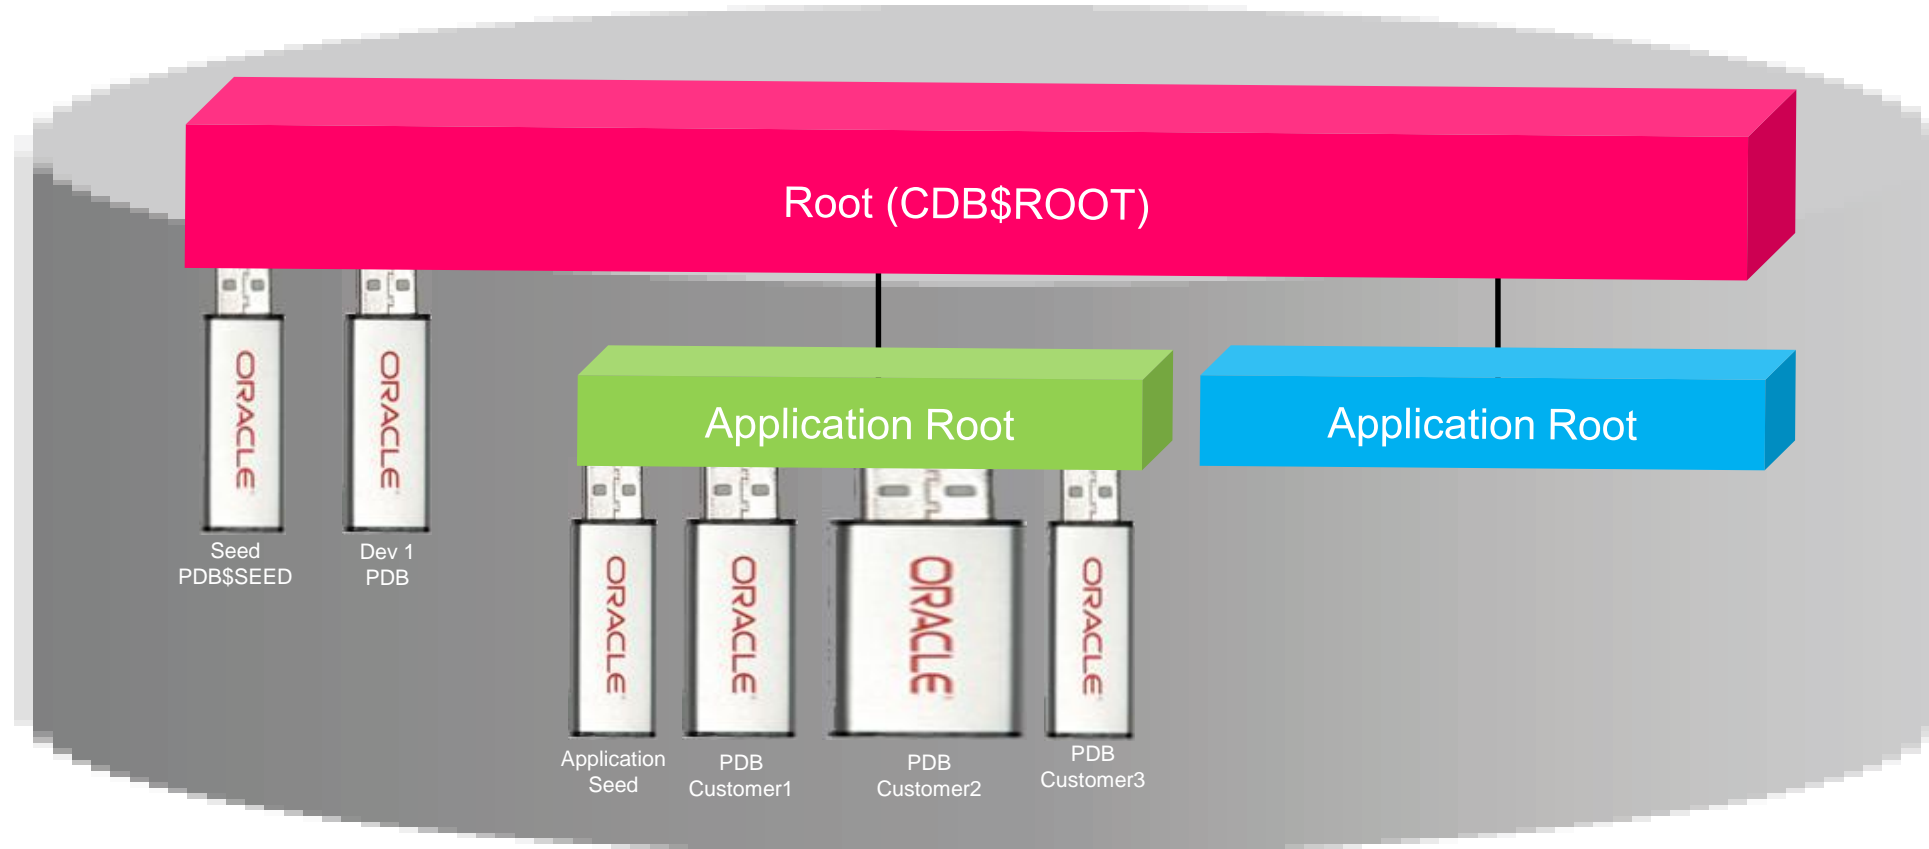 Root (CDB$ROOT)
ORACLE
ORACLE
Seed
PDB$SEED
Dev 1
PDB
Application Root
Application Root
ORACLE
ORACLE
ORACLE
ORACLE
Application
Seed
PDB
Customer1
PDB
Customer2
PDB
Customer3